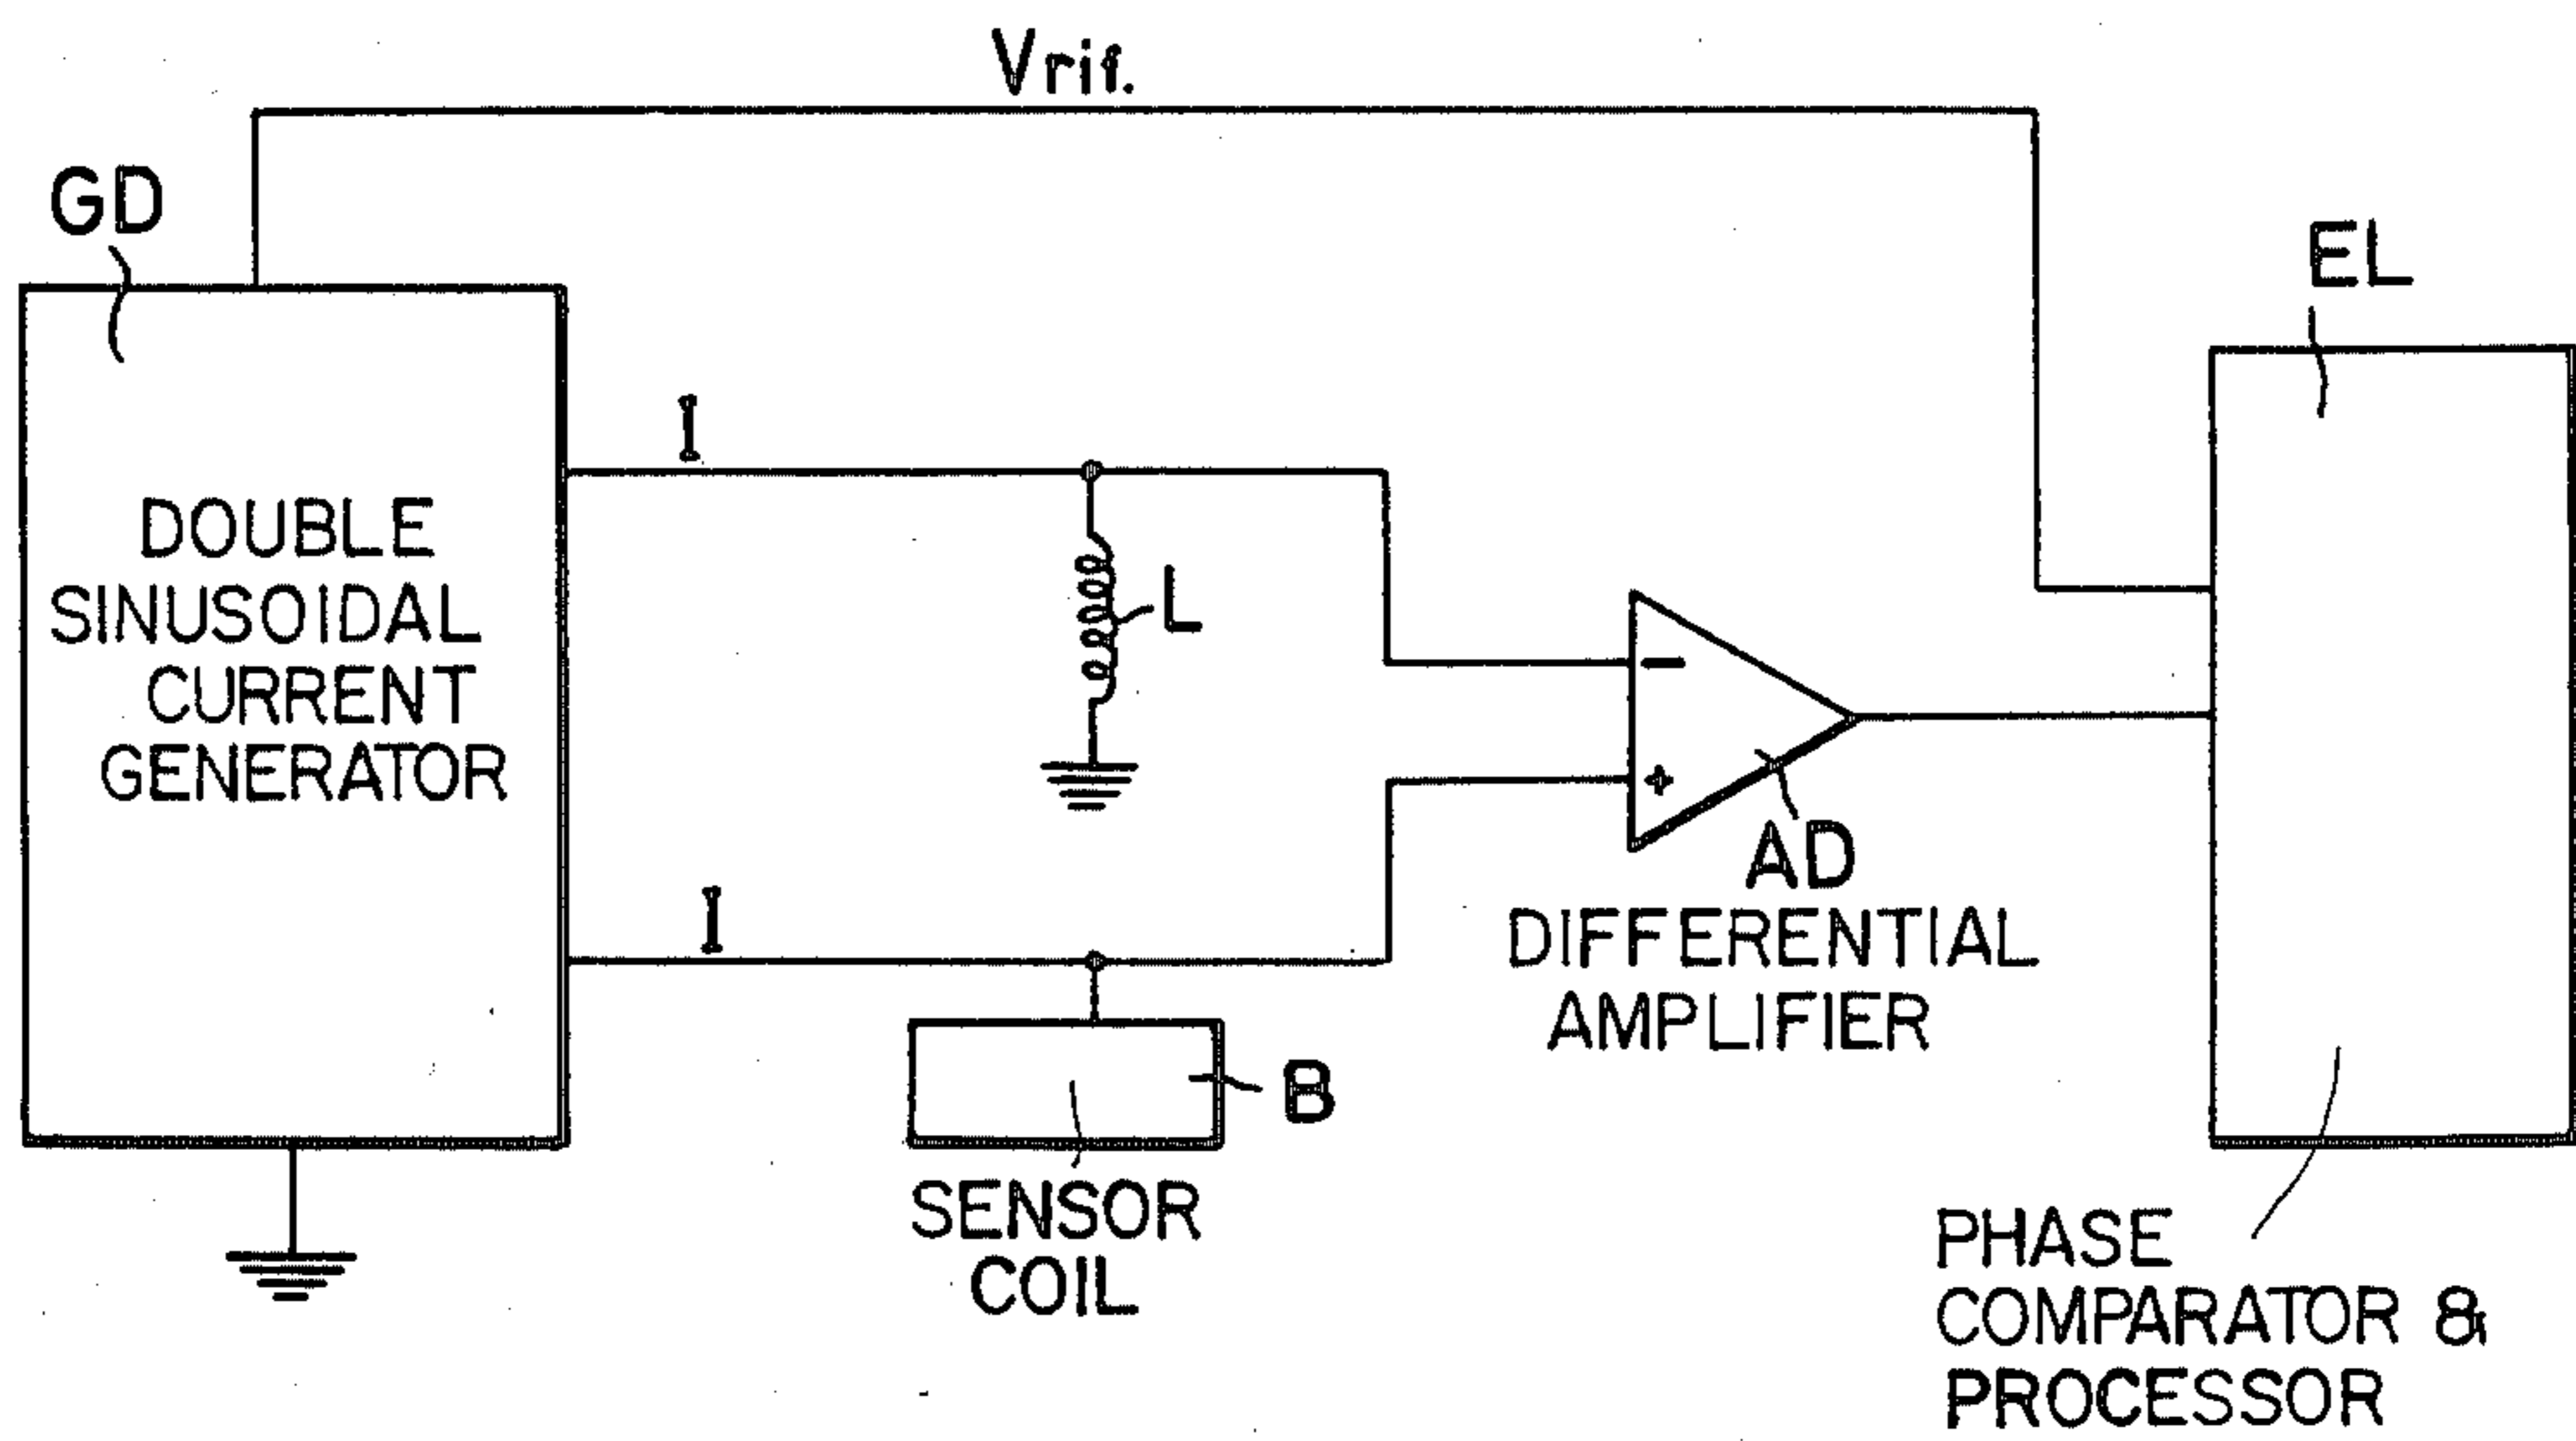 Vrif.
GD
EL
I
DOUBLE
SINUSOIDAL
CURRENT
GENERATOR
L
−
+
I
AD
DIFFERENTIAL
AMPLIFIER
B
SENSOR
COIL
PHASE
COMPARATOR &
PROCESSOR